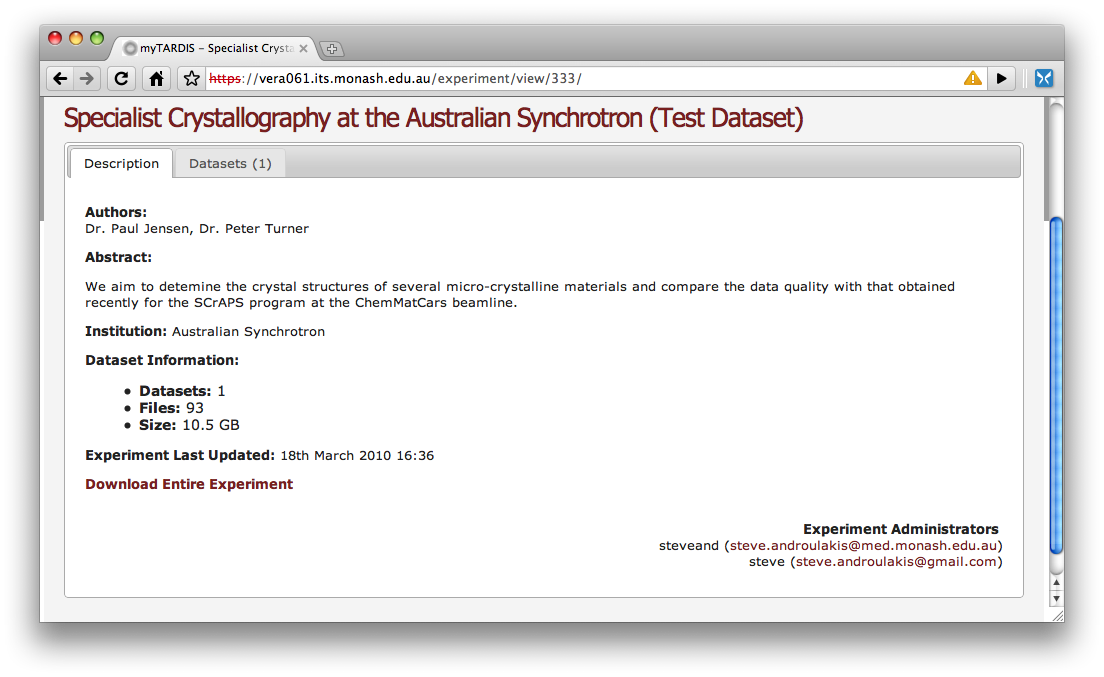 myTARDIS – Specialist Crysta
https://vera061.its.monash.edu.au/experiment/view/333/
Specialist Crystallography at the Australian Synchrotron (Test Dataset)
Description
Datasets (1)
Authors:
Dr. Paul Jensen, Dr. Peter Turner
Abstract:
We aim to detemine the crystal structures of several micro-crystalline materials and compare the data quality with that obtained
recently for the SCrAPS program at the ChemMatCars beamline.
Institution: Australian Synchrotron
Dataset Information:
• Datasets: 1
• Files: 93
• Size: 10.5 GB
Experiment Last Updated: 18th March 2010 16:36
Download Entire Experiment
Experiment Administrators
steveand (steve.androulakis@med.monash.edu.au)
steve (steve.androulakis@gmail.com)